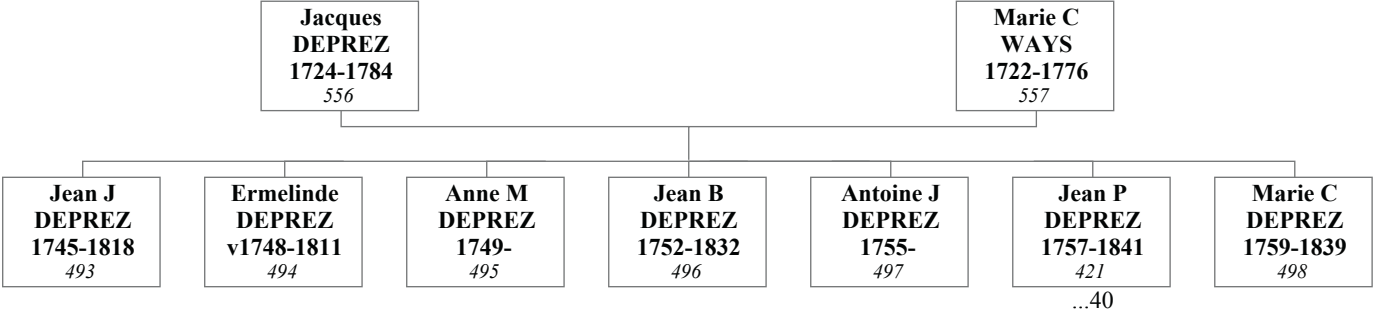 Jacques
DEPREZ
1724-1784
556
Marie C
WAYS
1722-1776
557
Jean J
DEPREZ
1745-1818
493
Ermelinde
DEPREZ
v1748-1811
494
Anne M
DEPREZ
1749-
495
Jean B
DEPREZ
1752-1832
496
Antoine J
DEPREZ
1755-
497
Jean P
DEPREZ
1757-1841
421
...40
Marie C
DEPREZ
1759-1839
498